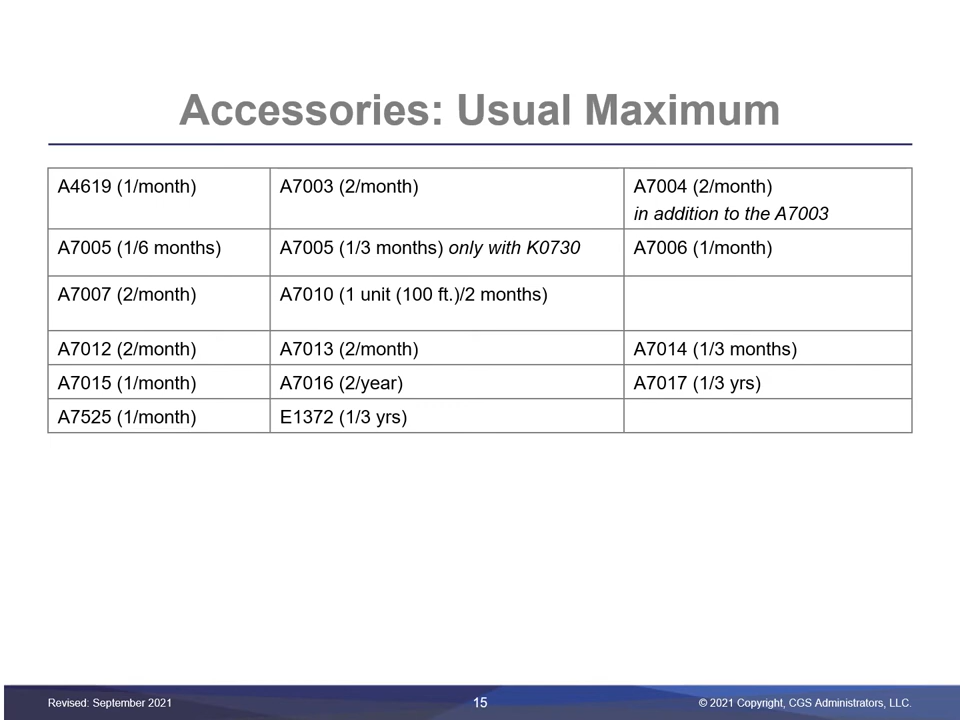 Accessories: Usual Maximum
A4619 (1/month)
A7003 (2/month)
A7004 (2/month)
in addition to the A7003
A7005 (1/6 months)
A7005 (1/3 months) only with K0730
A7006 (1/month)
A7007 (2/month)
A7010 (1 unit (100 ft.)/2 months)
A7012 (2/month)
A7013 (2/month)
A7014 (1/3 months)
A7015 (1/month)
A7016 (2/year)
A7017 (1/3 yrs)
A7525 (1/month)
E1372 (1/3 yrs)
Revised: September 2021
15
© 2021 Copyright, CGS Administrators, LLC.